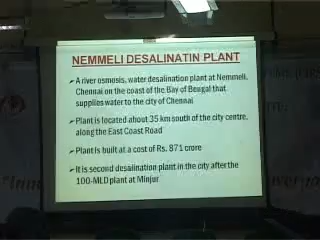 NEMMELI DESALINATIN PLANT
➤A river osmosis, water desalination plant at Nemmeli,
Chennai on the coast of the Bay of Bengal that
supplies water to the city of Chennai
➤Plant is located about 35 km south of the city centre,
along the East Coast Road
➤Plant is built at a cost of Rs. 871 crore
➤It is second desalination plant in the city after the
100-MLD plant at Minjur